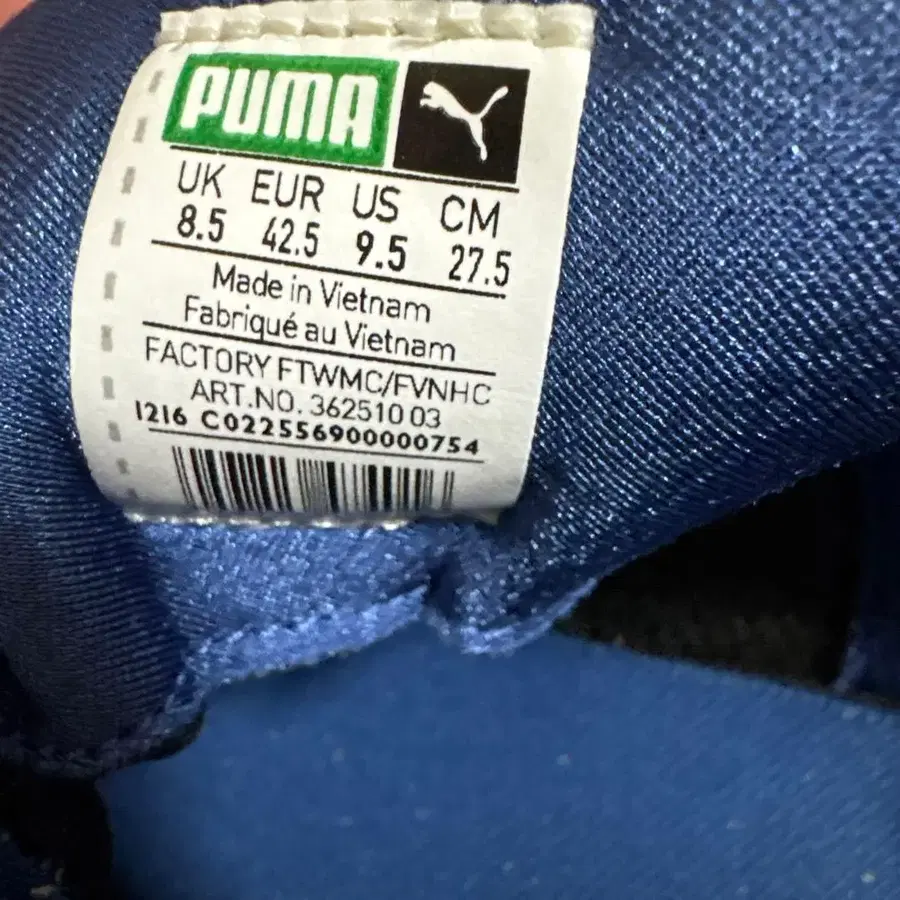 PUMA
UK EUR US CM
8.5 42.5 9.5 27.5
Made in Vietnam
Fabriqué au Vietnam
FACTORY FTWMC/FVNHC
ART.NO. 362510 03
1216 C022556900000754